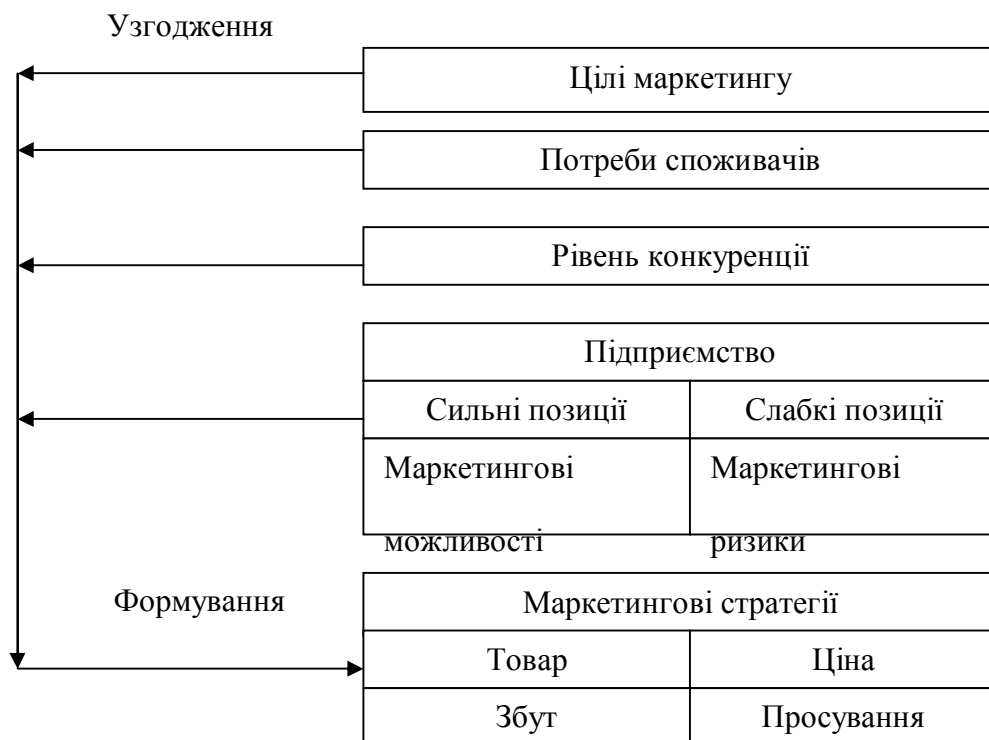 Узгодження
Цілі маркетингу
Потреби споживачів
Рівень конкуренції
Підприємство
Сильні позиції
Слабкі позиції
Маркетингові
можливості
Маркетингові
ризики
Формування
Маркетингові стратегії
Товар
Ціна
Збут
Просування